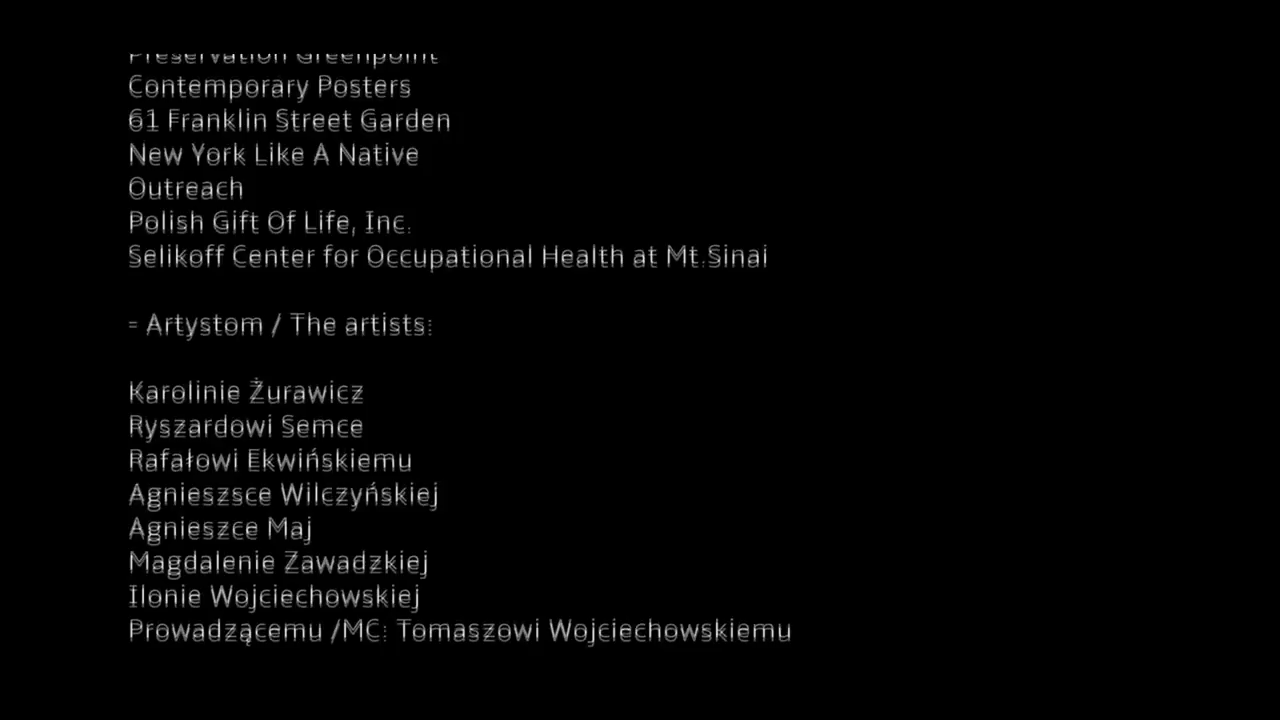 Preservation Greenpoint
Contemporary Posters
61 Franklin Street Garden
New York Like A Native
Outreach
Polish Gift Of Life, Inc.
Selikoff Center for Occupational Health at Mt.Sinai
- Artystom / The artists:
Karolinie Żurawicz
Ryszardowi Semce
Rafałowi Ekwińskiemu
Agnieszsce Wilczyńskiej
Agnieszce Maj
Magdalenie Zawadzkiej
Ilonie Wojciechowskiej
Prowadzącemu /MC: Tomaszowi Wojciechowskiemu